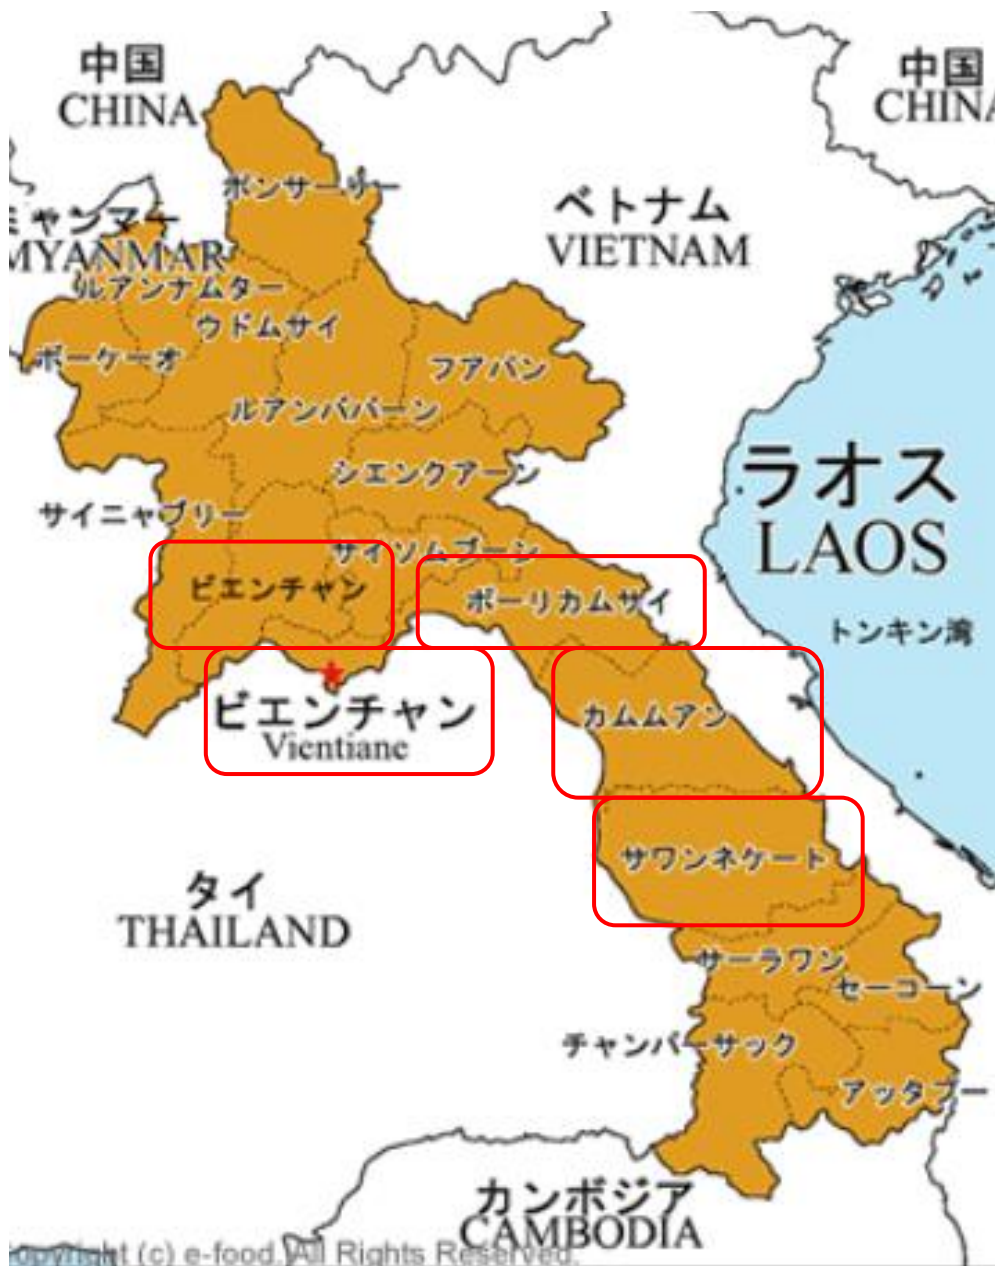 中国
CHINA
中国
CHINA
ポンサーリー
ベトナム
VIETNAM
ミャンマー
MYANMAR
ルアンナムター
ウドムサイ
ボーケーオ
フアパン
ルアンパバーン
シエンクアーン
ラオス
LAOS
サイニャブリー
サイソムブーン
ビエンチャン
ボーリカムサイ
トンキン湾
ビエンチャン
Vientiane
カムムアン
サワンネケート
タイ
THAILAND
サーラワン
セーコーン
チャンパーサック
アッタプー
カンボジア
CAMBODIA
copyright (c) e-food. All Rights Reserved.